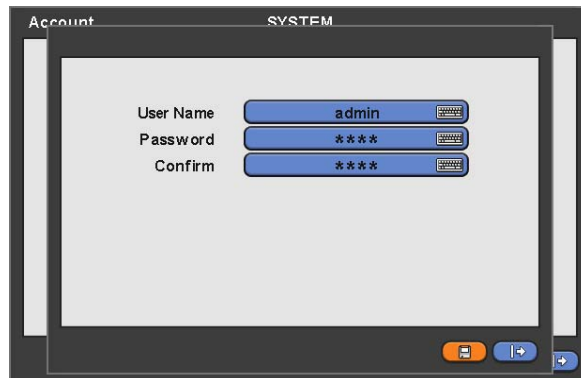 Account SYSTEM
User Name admin
Password ****
Confirm ****